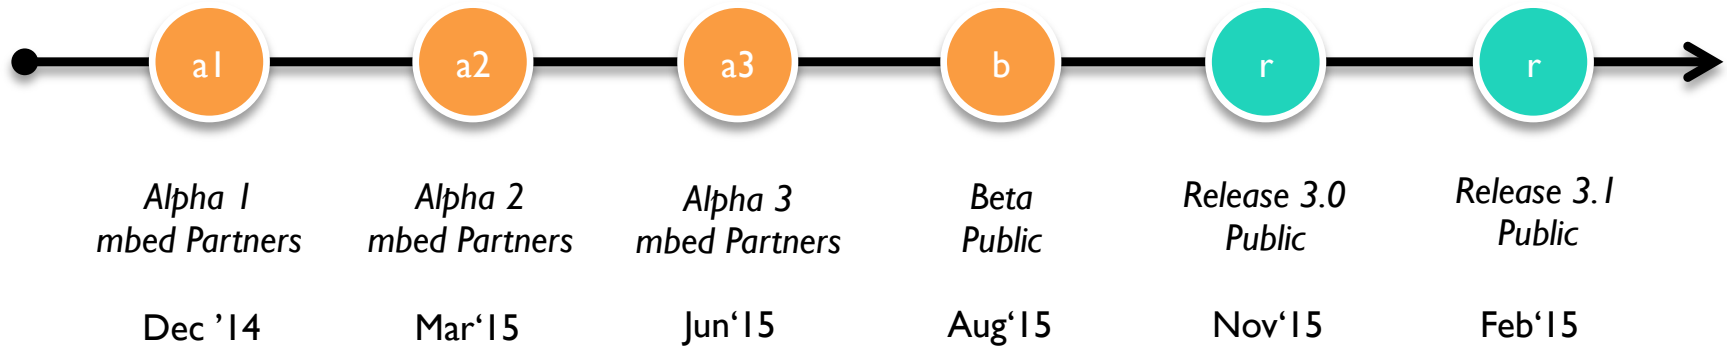 a1 a2 a3 b r r
Alpha 1
mbed Partners
Dec ’14
Alpha 2
mbed Partners
Mar‘15
Alpha 3
mbed Partners
Jun‘15
Beta
Public
Aug‘15
Release 3.0
Public
Nov‘15
Release 3.1
Public
Feb‘15